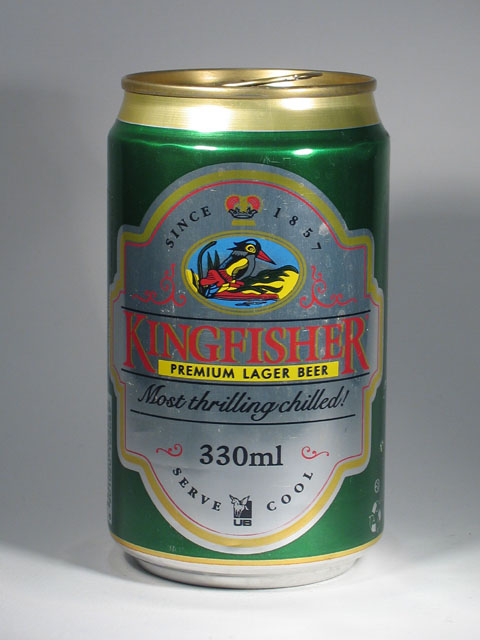 SINCE 1857
KINGFISHER
PREMIUM LAGER BEER
Most thrilling chilled!
330ml
SERVE COOL
UB